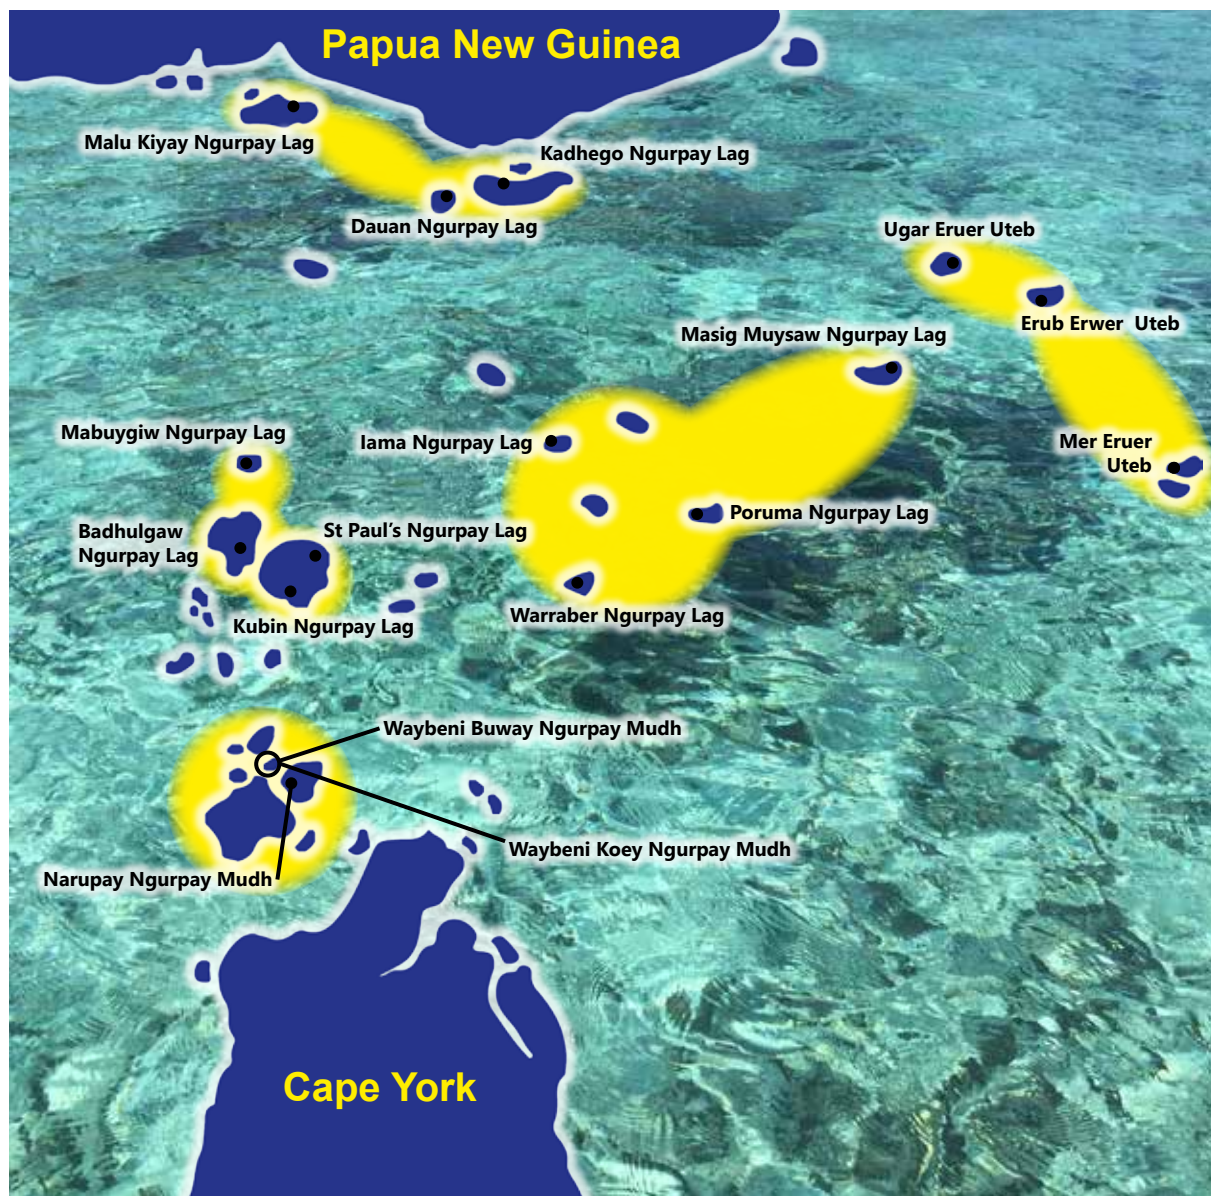 Papua New Guinea
Malu Kiyay Ngurpay Lag
Kadhego Ngurpay Lag
Dauan Ngurpay Lag
Ugar Eruer Uteb
Erub Erwer Uteb
Masig Muysaw Ngurpay Lag
Mabuygiw Ngurpay Lag
Iama Ngurpay Lag
Mer Eruer
Uteb
Poruma Ngurpay Lag
Badhulgaw
Ngurpay Lag
St Paul's Ngurpay Lag
Warraber Ngurpay Lag
Kubin Ngurpay Lag
Waybeni Buway Ngurpay Mudh
Waybeni Koey Ngurpay Mudh
Narupay Ngurpay Mudh
Cape York